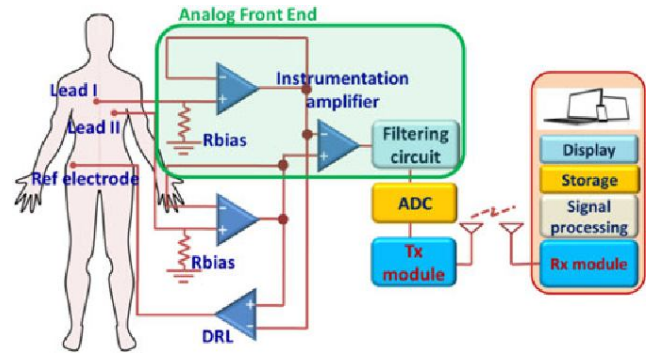 Analog Front End
Lead I
Lead II
Ref electrode
-
+
Rbias
Instrumentation
amplifier
-
+
Filtering
circuit
-
+
Rbias
+
-
DRL
ADC
Tx
module
Display
Storage
Signal
processing
Rx module